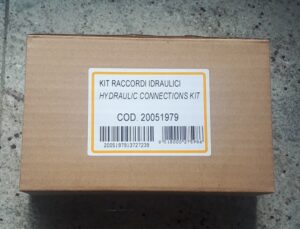 KIT RACCORDI IDRAULICI
HYDRAULIC CONNECTIONS KIT
COD. 20051979